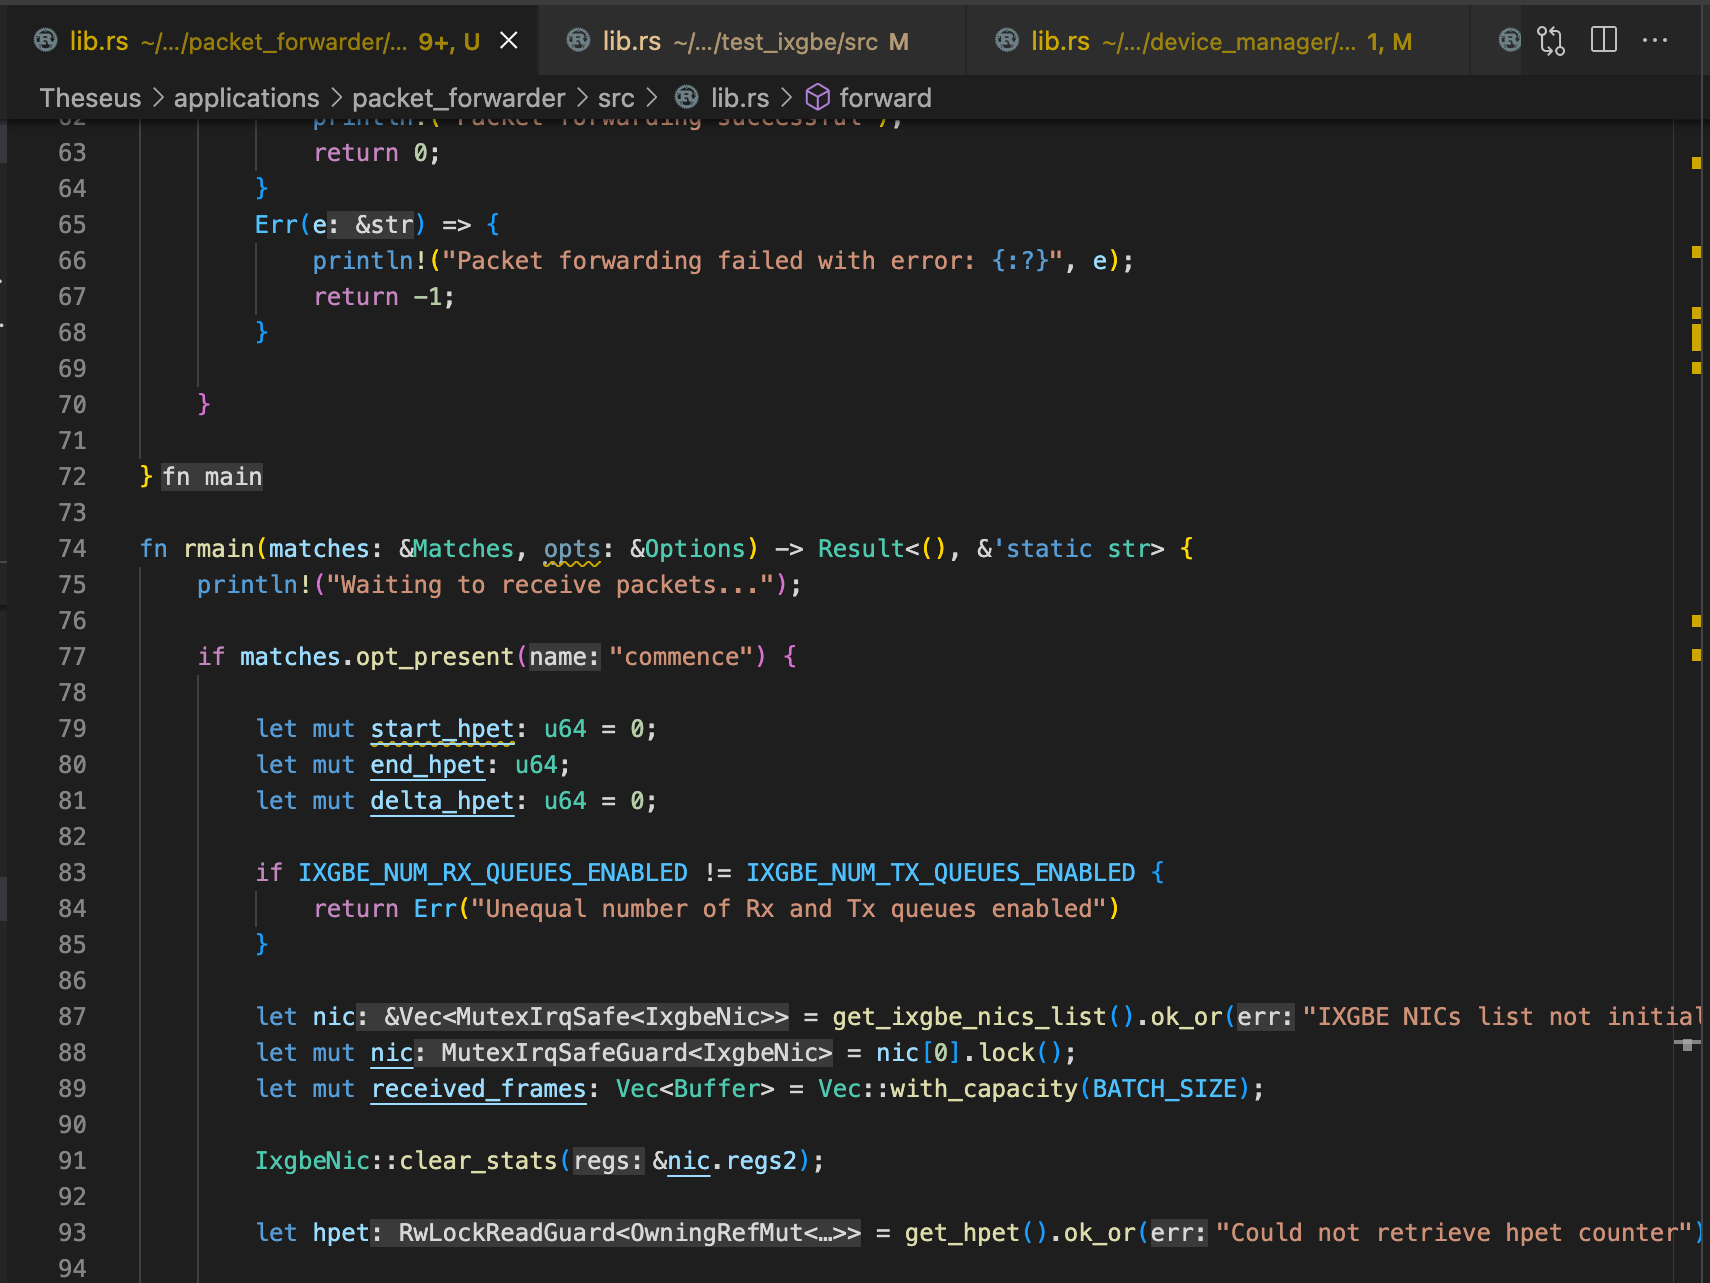 lib.rs ~/.../packet_forwarder/... 9+, U
lib.rs ~/.../test_ixgbe/src M
lib.rs ~/.../device_manager/... 1, M
Theseus > applications > packet_forwarder > src > lib.rs > forward
62 println!("Packet forwarding successful");
63 return 0;
64 }
65 Err(e: &str) => {
66 println!("Packet forwarding failed with error: {:?}", e);
67 return -1;
68 }
69
70 }
71
72 } fn main
73
74 fn rmain(matches: &Matches, opts: &Options) -> Result<(), &'static str> {
75 println!("Waiting to receive packets...");
76
77 if matches.opt_present(name: "commence") {
78
79 let mut start_hpet: u64 = 0;
80 let mut end_hpet: u64;
81 let mut delta_hpet: u64 = 0;
82
83 if IXGBE_NUM_RX_QUEUES_ENABLED != IXGBE_NUM_TX_QUEUES_ENABLED {
84 return Err("Unequal number of Rx and Tx queues enabled")
85 }
86
87 let nic: &Vec<MutexIrqSafe<IxgbeNic>> = get_ixgbe_nics_list().ok_or(err: "IXGBE NICs list not initial
88 let mut nic: MutexIrqSafeGuard<IxgbeNic> = nic[0].lock();
89 let mut received_frames: Vec<Buffer> = Vec::with_capacity(BATCH_SIZE);
90
91 IxgbeNic::clear_stats(regs: &nic.regs2);
92
93 let hpet: RwLockReadGuard<OwningRefMut<…>> = get_hpet().ok_or(err: "Could not retrieve hpet counter")
94